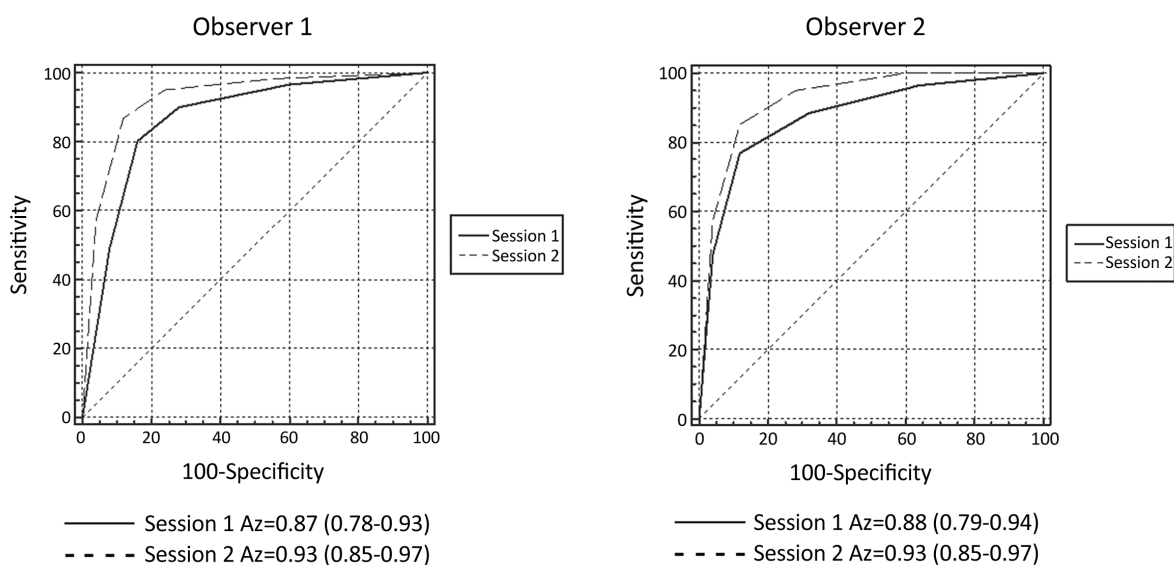 Observer 1
100
80
60
40
20
0
Sensitivity
0 20 40 60 80 100
100-Specificity
Session 1
Session 2
Session 1 Az=0.87 (0.78-0.93)
Session 2 Az=0.93 (0.85-0.97)
Observer 2
100
80
60
40
20
0
Sensitivity
0 20 40 60 80 100
100-Specificity
Session 1
Session 2
Session 1 Az=0.88 (0.79-0.94)
Session 2 Az=0.93 (0.85-0.97)